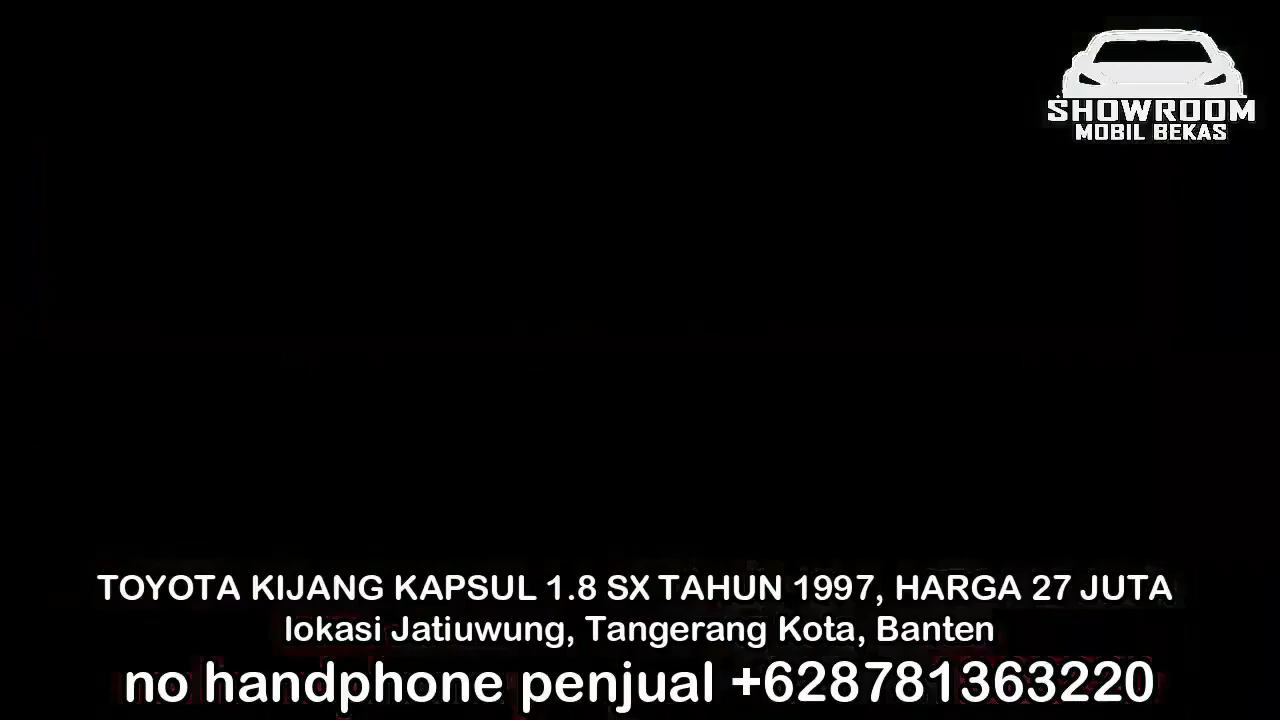 SHOWROOM
MOBIL BEKAS
TOYOTA KIJANG KAPSUL 1.8 SX TAHUN 1997, HARGA 27 JUTA
lokasi Jatiuwung, Tangerang Kota, Banten
no handphone penjual +628781363220